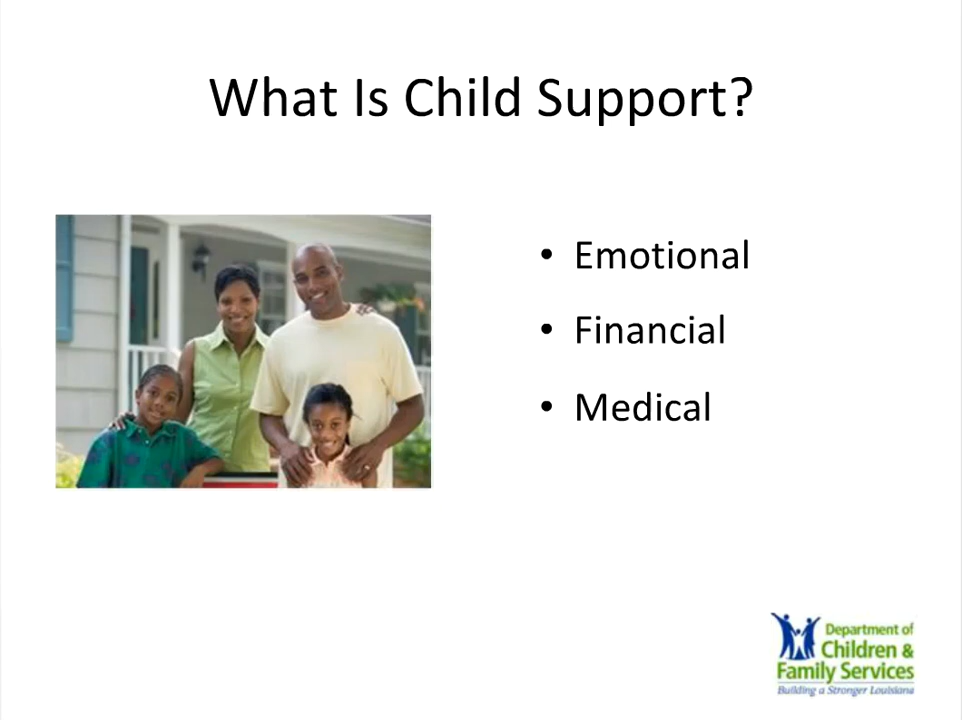 What Is Child Support?
• Emotional
• Financial
• Medical
Department of
Children &
Family Services
Building a Stronger Louisiana